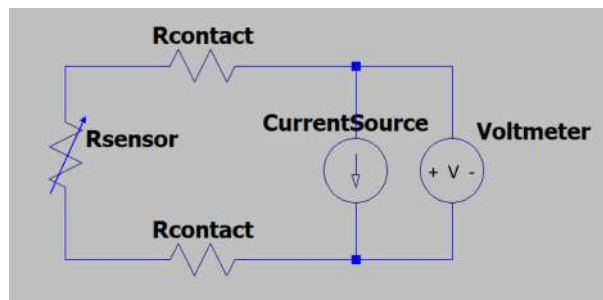 Rcontact
Rsensor
CurrentSource
Voltmeter
+ V -
Rcontact